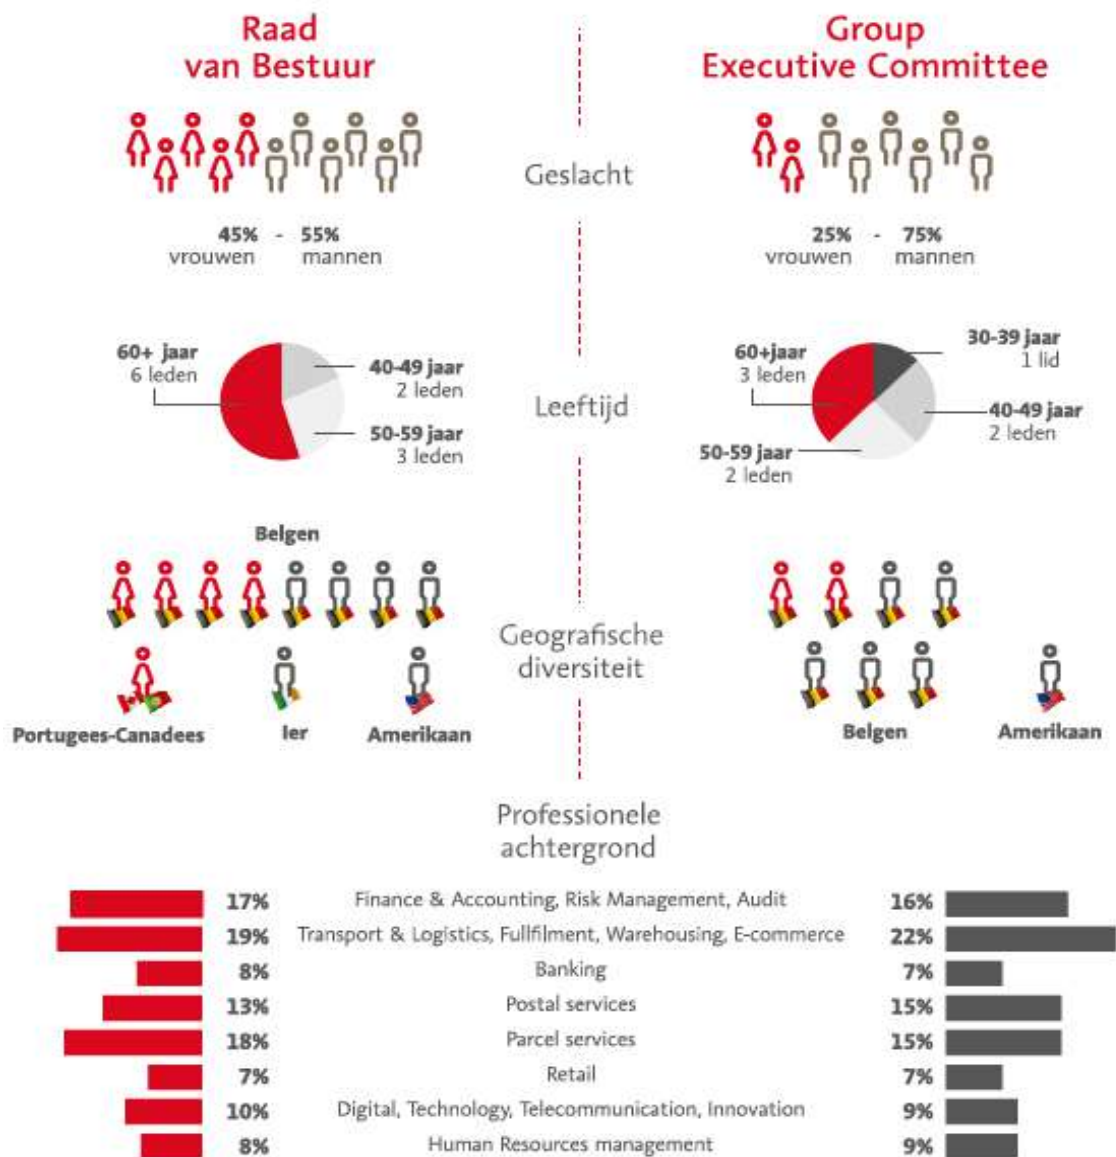 Raad
van Bestuur
Group
Executive Committee
Geslacht
45% - 55%
vrouwen mannen
25% - 75%
vrouwen mannen
60+ jaar
6 leden
40-49 jaar
2 leden
50-59 jaar
3 leden
Leeftijd
60+jaar
3 leden
30-39 jaar
1 lid
40-49 jaar
2 leden
50-59 jaar
2 leden
Belgen
Geografische
diversiteit
Portugees-Canadees
Ier
Amerikaan
Belgen
Amerikaan
Professionele
achtergrond
17% Finance & Accounting, Risk Management, Audit 16%
19% Transport & Logistics, Fullfilment, Warehousing, E-commerce 22%
8% Banking 7%
13% Postal services 15%
18% Parcel services 15%
7% Retail 7%
10% Digital, Technology, Telecommunication, Innovation 9%
8% Human Resources management 9%